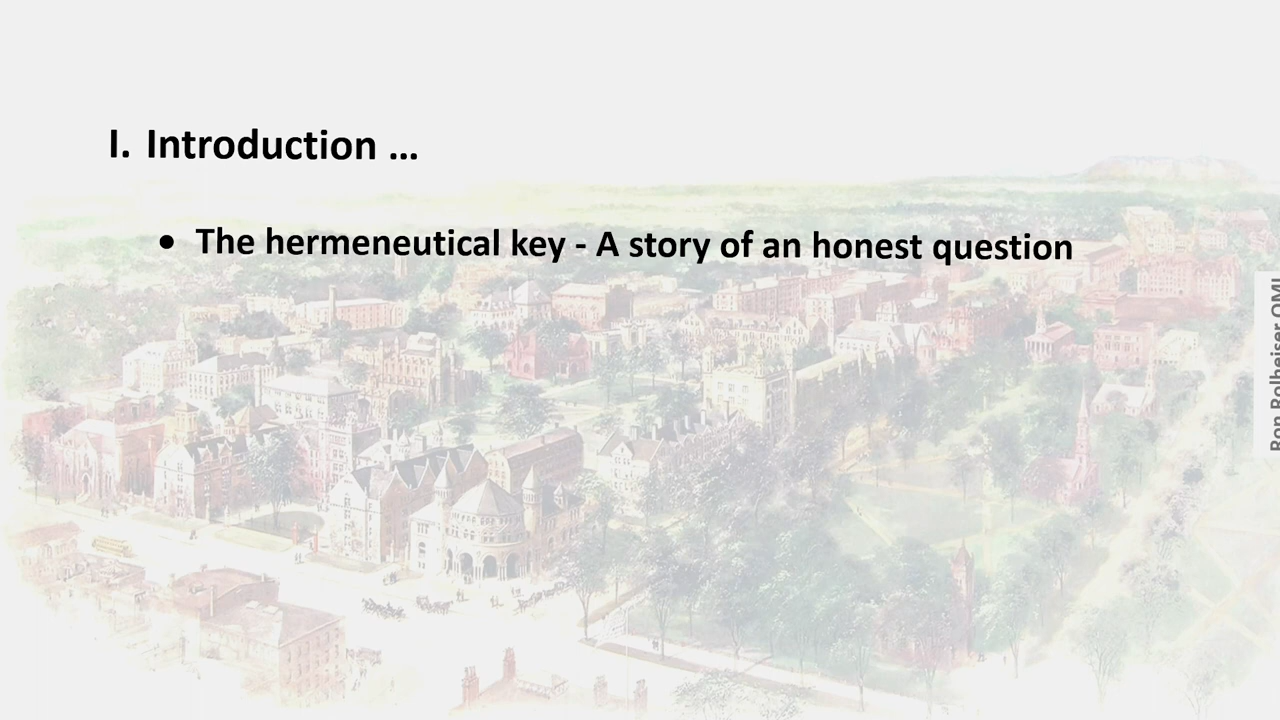 I. Introduction ...
• The hermeneutical key - A story of an honest question
Ron Rolheiser OMI